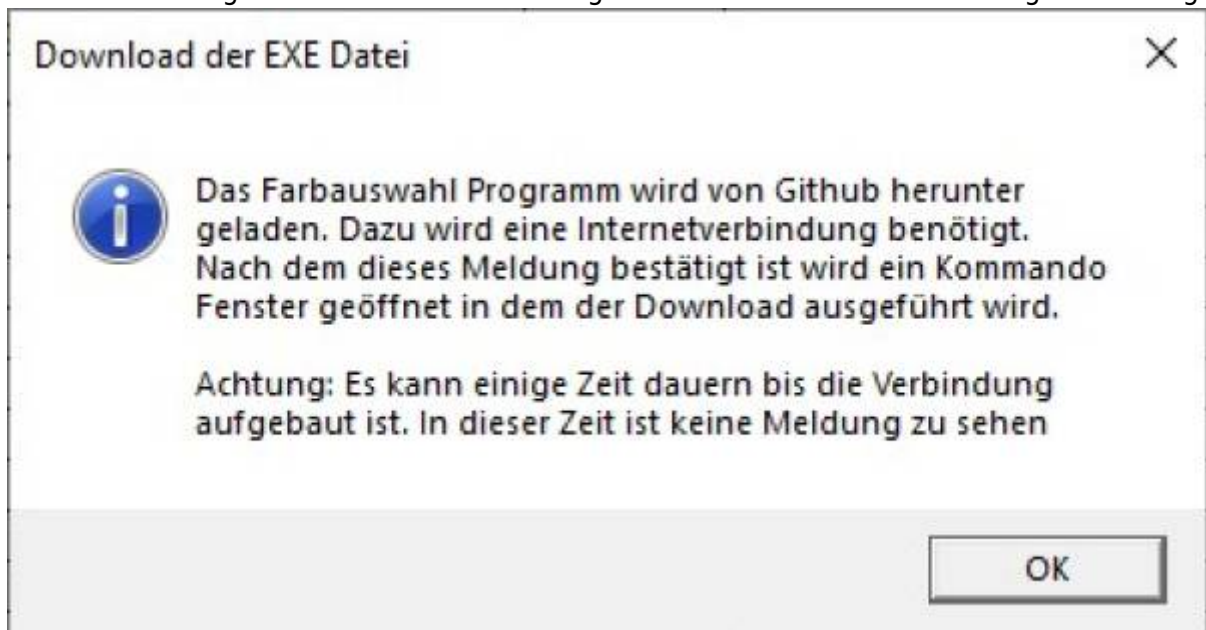 Download der EXE Datei
Das Farbauswahl Programm wird von Github herunter
geladen. Dazu wird eine Internetverbindung benötigt.
Nach dem dieses Meldung bestätigt ist wird ein Kommando
Fenster geöffnet in dem der Download ausgeführt wird.
Achtung: Es kann einige Zeit dauern bis die Verbindung
aufgebaut ist. In dieser Zeit ist keine Meldung zu sehen
OK